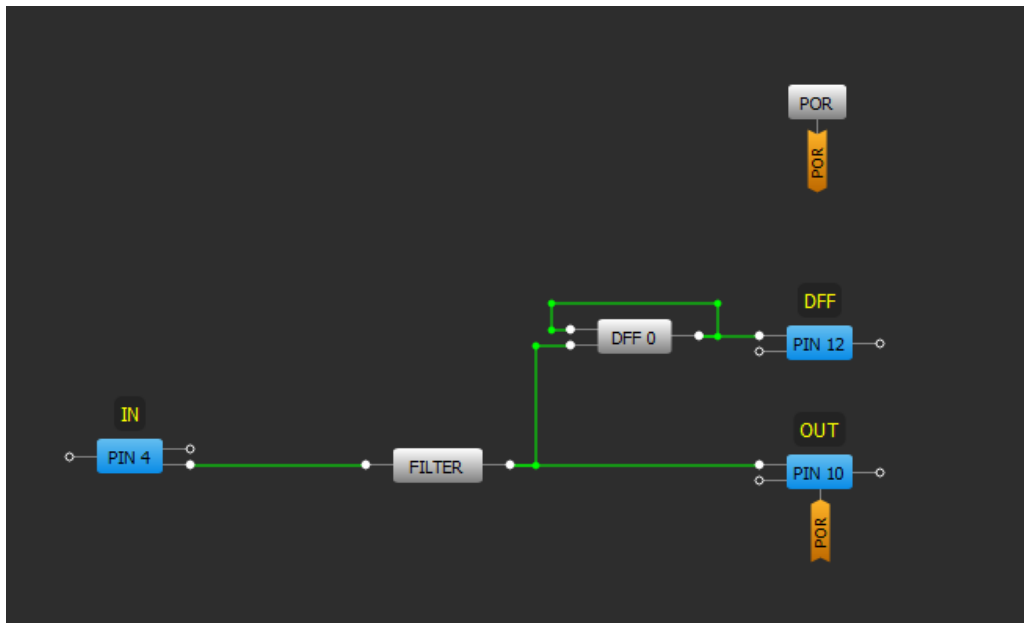 POR
POR
DFF
DFF 0
PIN 12
IN
OUT
PIN 4
FILTER
PIN 10
POR